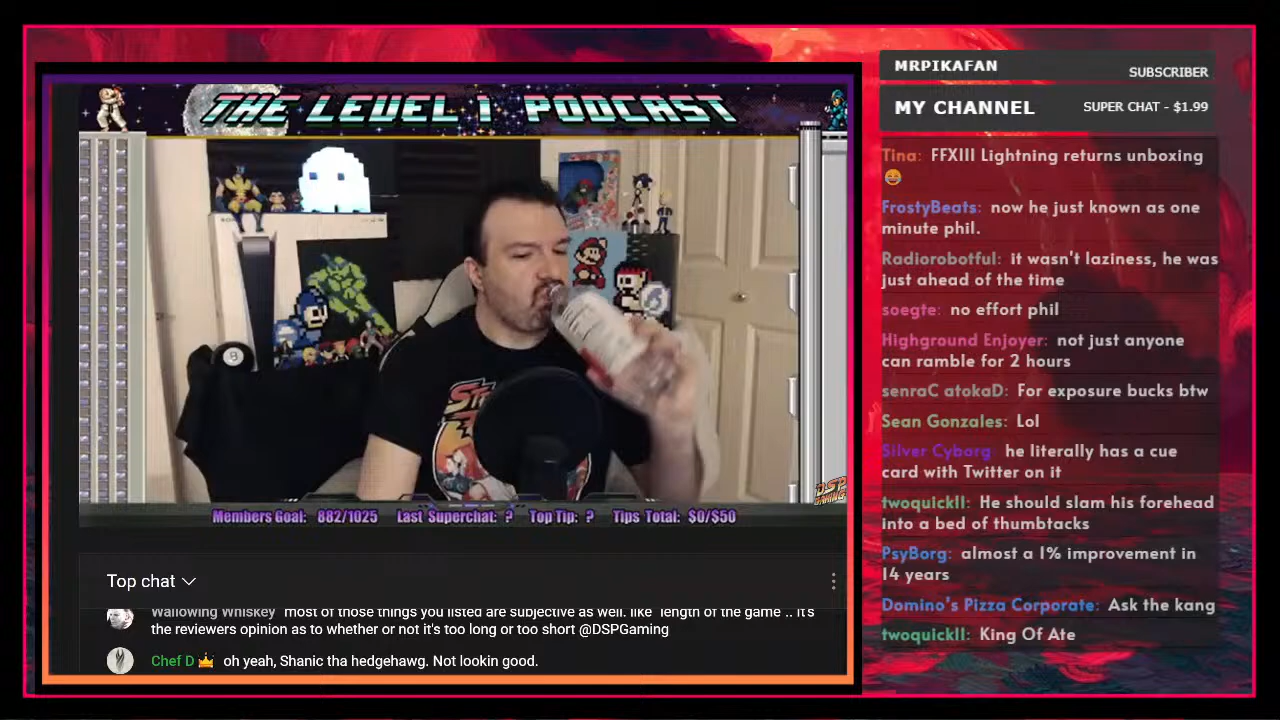 THE LEVEL 1 PODCAST
8
DSP
GAMING
Members Goal: 882/1025 Last Superchat: ? Top Tip: ? Tips Total: $0/$50
Top chat
Wallowing Whiskey most of those things you listed are subjective as well. like "length of the game".. it's
the reviewers opinion as to whether or not it's too long or too short @DSPGaming
Chef D oh yeah, Shanic tha hedgehawg. Not lookin good.
MRPIKAFAN
SUBSCRIBER
MY CHANNEL
SUPER CHAT - $1.99
Tina: FFXIII Lightning returns unboxing
😄
FrostyBeats: now he just known as one
minute phil.
Radiorobotful: it wasn't laziness, he was
just ahead of the time
soegte: no effort phil
Highground Enjoyer: not just anyone
can ramble for 2 hours
senraC atokaD: For exposure bucks btw
Sean Gonzales: Lol
Silver Cyborg: he literally has a cue
card with Twitter on it
twoquickll: He should slam his forehead
into a bed of thumbtacks
PsyBorg: almost a 1% improvement in
14 years
Domino's Pizza Corporate: Ask the kang
twoquickll: King Of Ate